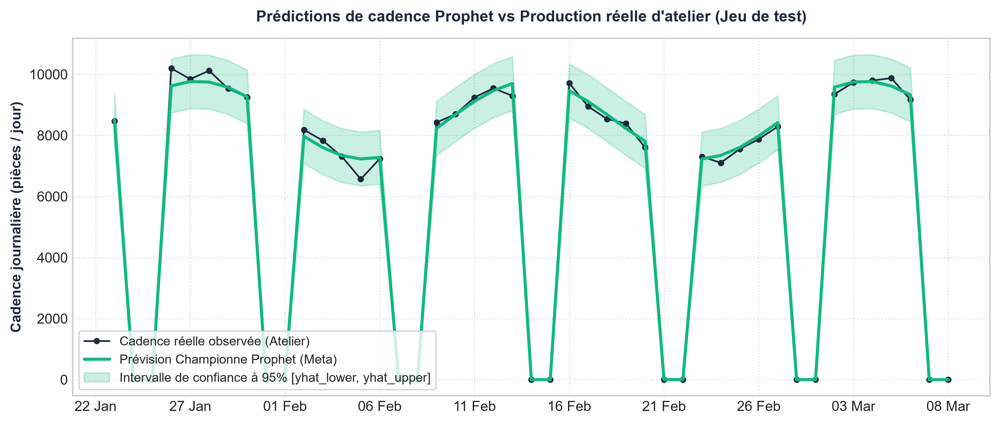 Prédictions de cadence Prophet vs Production réelle d'atelier (Jeu de test)
Cadence journalière (pièces / jour)
10000
8000
6000
4000
2000
0
Cadence réelle observée (Atelier)
Prévision Championne Prophet (Meta)
Intervalle de confiance à 95% [yhat_lower, yhat_upper]
22 Jan 27 Jan 01 Feb 06 Feb 11 Feb 16 Feb 21 Feb 26 Feb 03 Mar 08 Mar